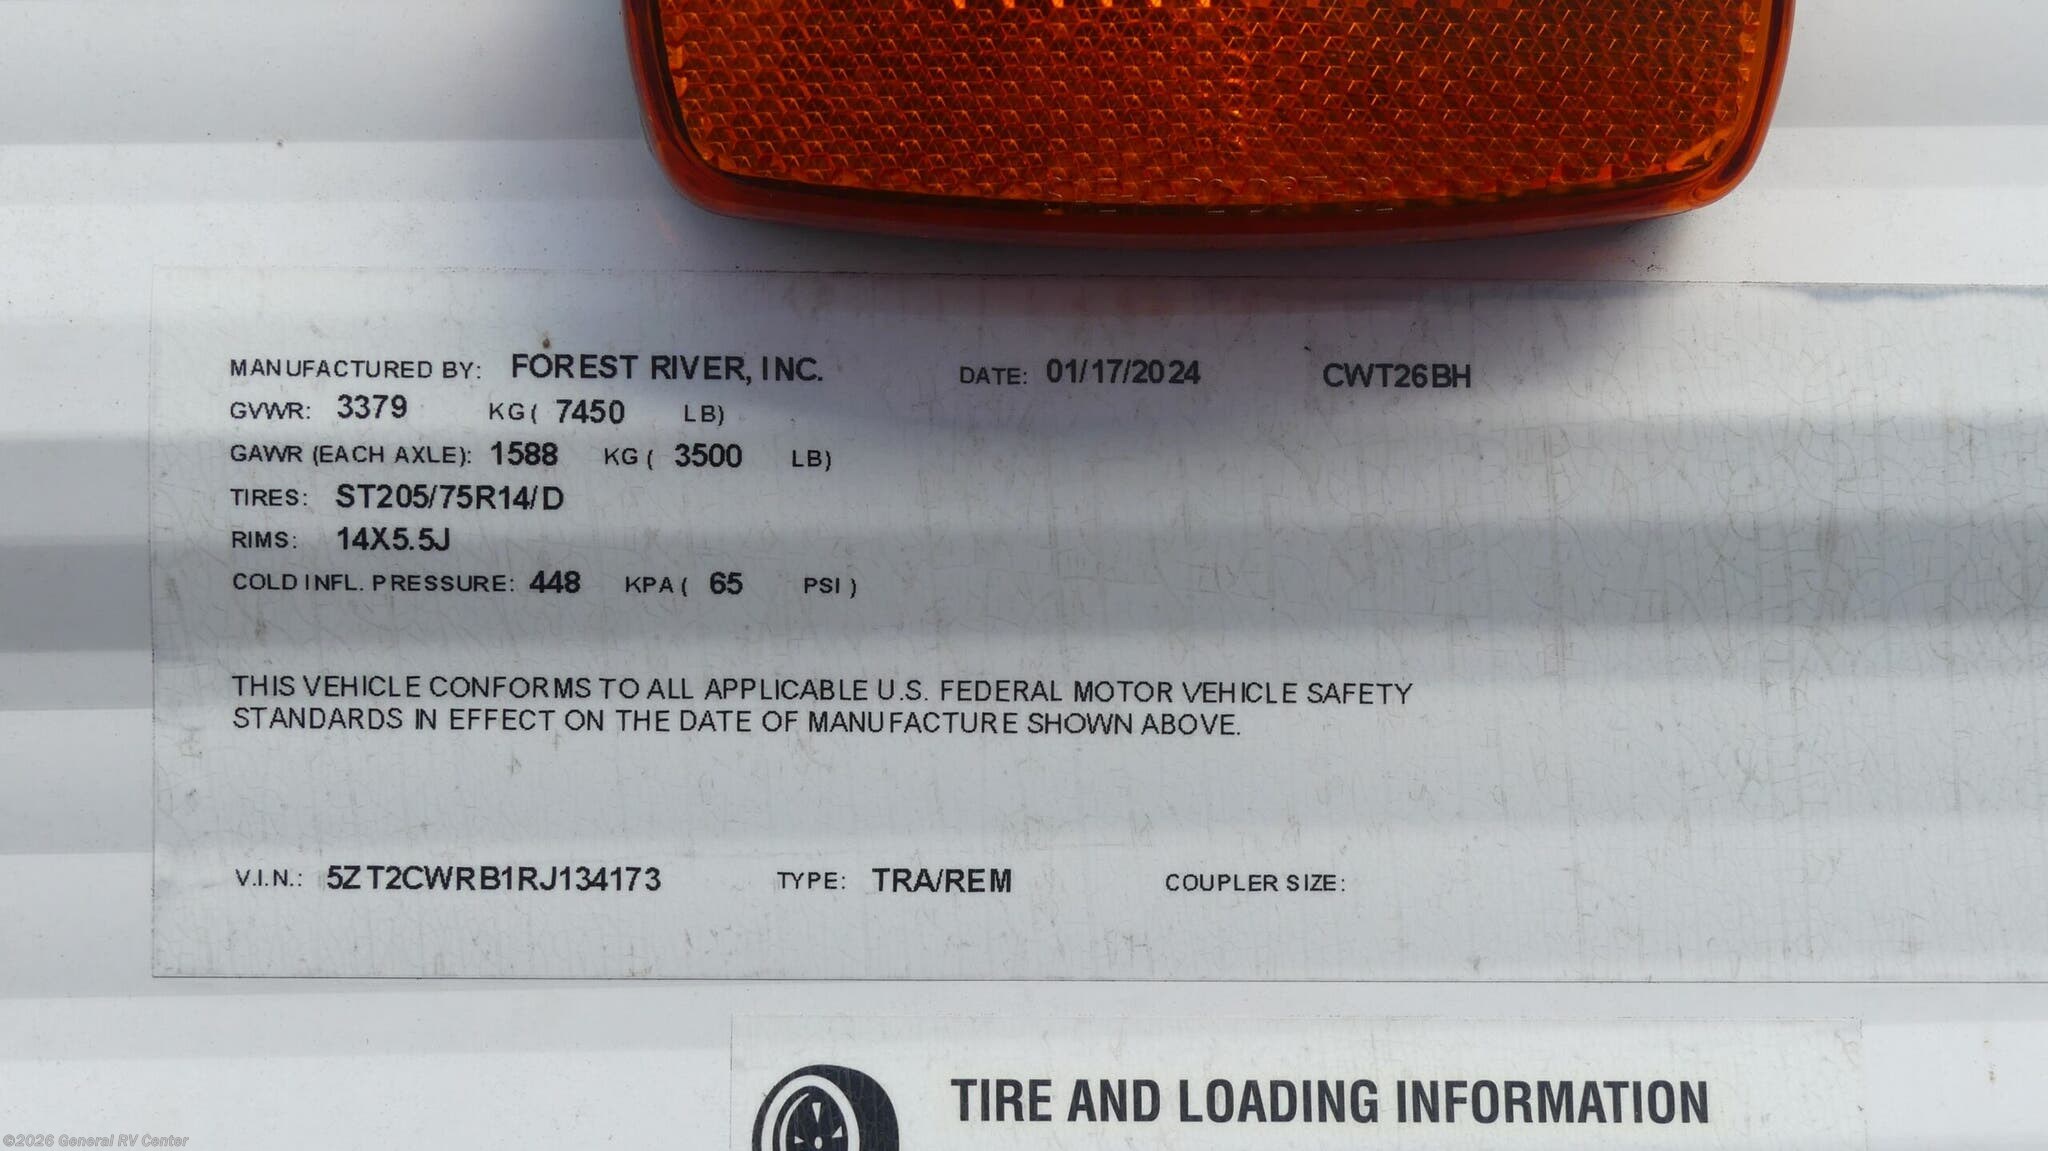 MANUFACTURED BY: FOREST RIVER, INC. DATE: 01/17/2024 CWT26BH
GVWR: 3379 KG ( 7450 LB)
GAWR (EACH AXLE): 1588 KG ( 3500 LB)
TIRES: ST205/75R14/D
RIMS: 14X5.5J
COLD INFL. PRESSURE: 448 KPA ( 65 PSI )
THIS VEHICLE CONFORMS TO ALL APPLICABLE U.S. FEDERAL MOTOR VEHICLE SAFETY
STANDARDS IN EFFECT ON THE DATE OF MANUFACTURE SHOWN ABOVE.
V.I.N.: 5ZT2CWRB1RJ134173 TYPE: TRA/REM COUPLER SIZE:
TIRE AND LOADING INFORMATION
©2026 General RV Center